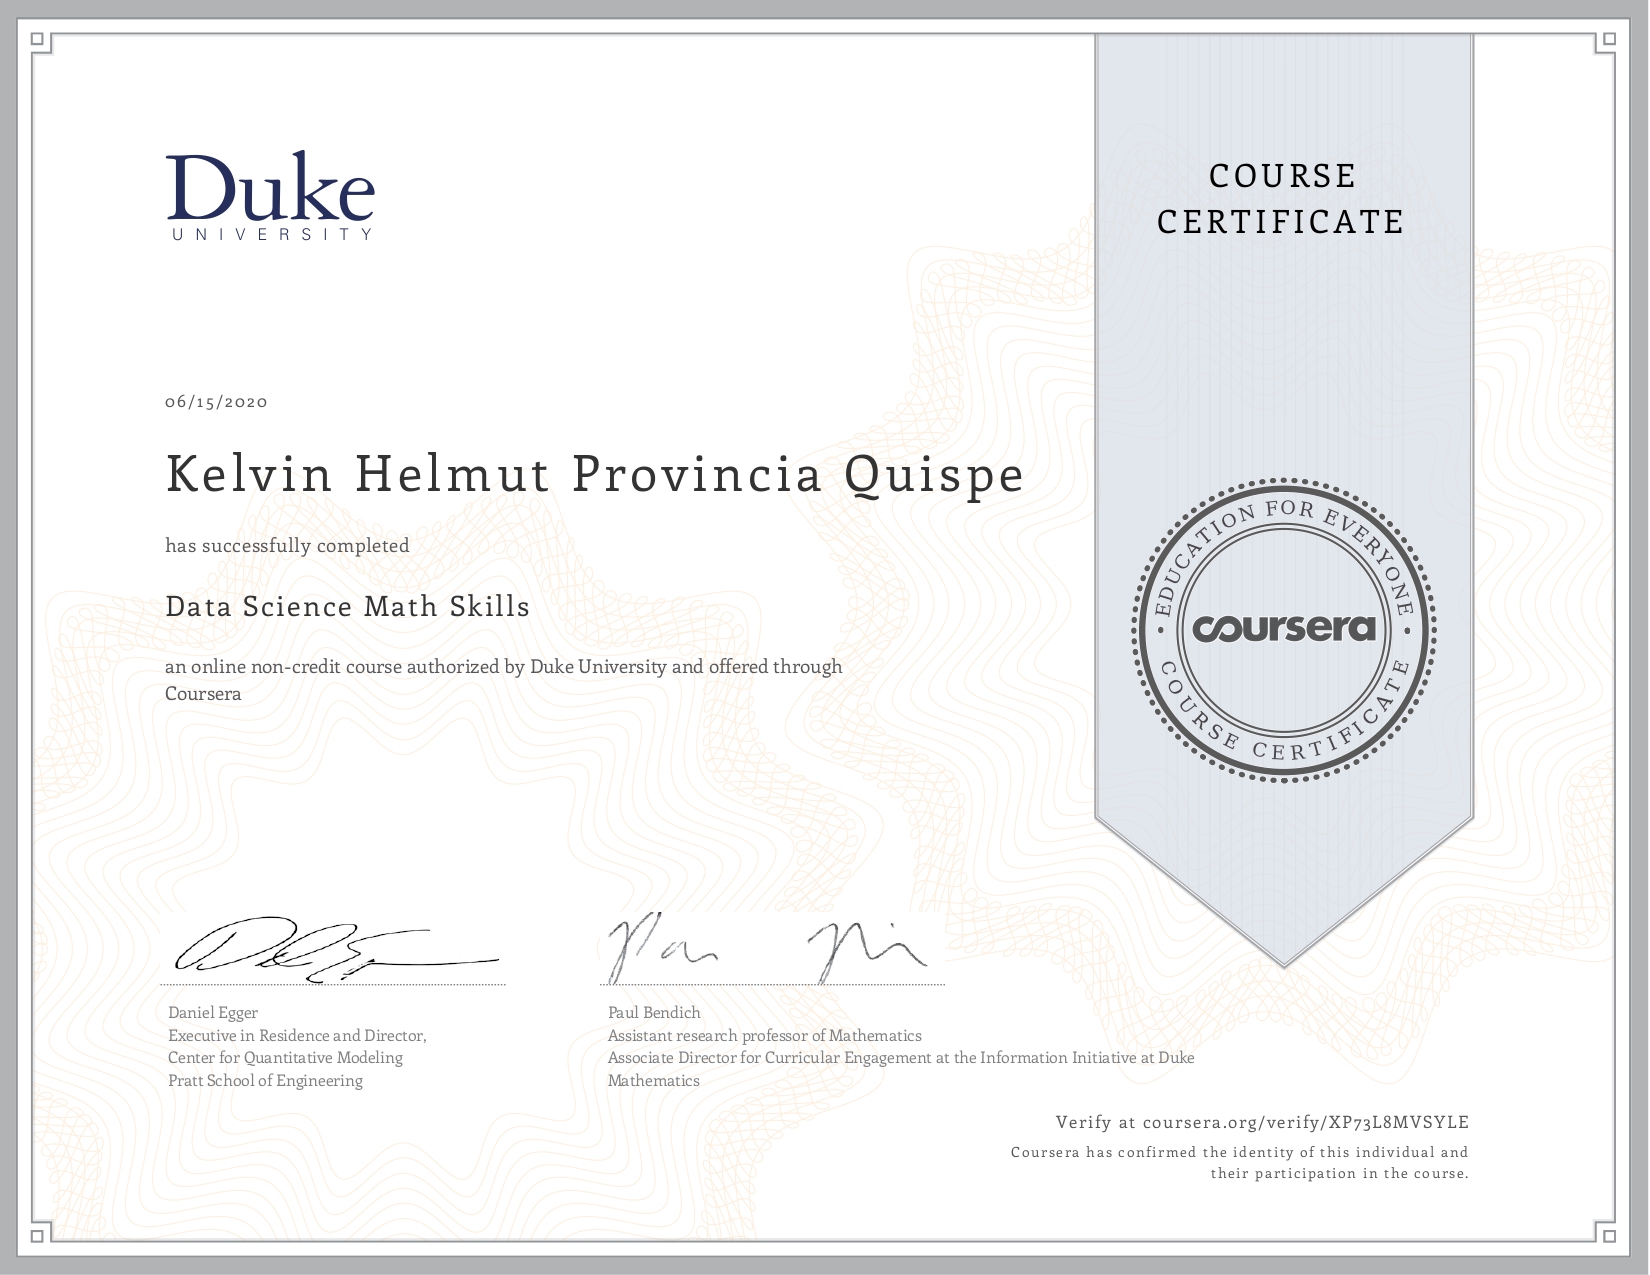 Duke
UNIVERSITY
COURSE
CERTIFICATE
06/15/2020
Kelvin Helmut Provincia Quispe
has successfully completed
Data Science Math Skills
an online non-credit course authorized by Duke University and offered through
Coursera
EDUCATION FOR EVERYONE
coursera
COURSE CERTIFICATE
Daniel Egger
Executive in Residence and Director,
Center for Quantitative Modeling
Pratt School of Engineering
Paul Bendich
Assistant research professor of Mathematics
Associate Director for Curricular Engagement at the Information Initiative at Duke
Mathematics
Verify at coursera.org/verify/XP73L8MVSYLE
Coursera has confirmed the identity of this individual and
their participation in the course.